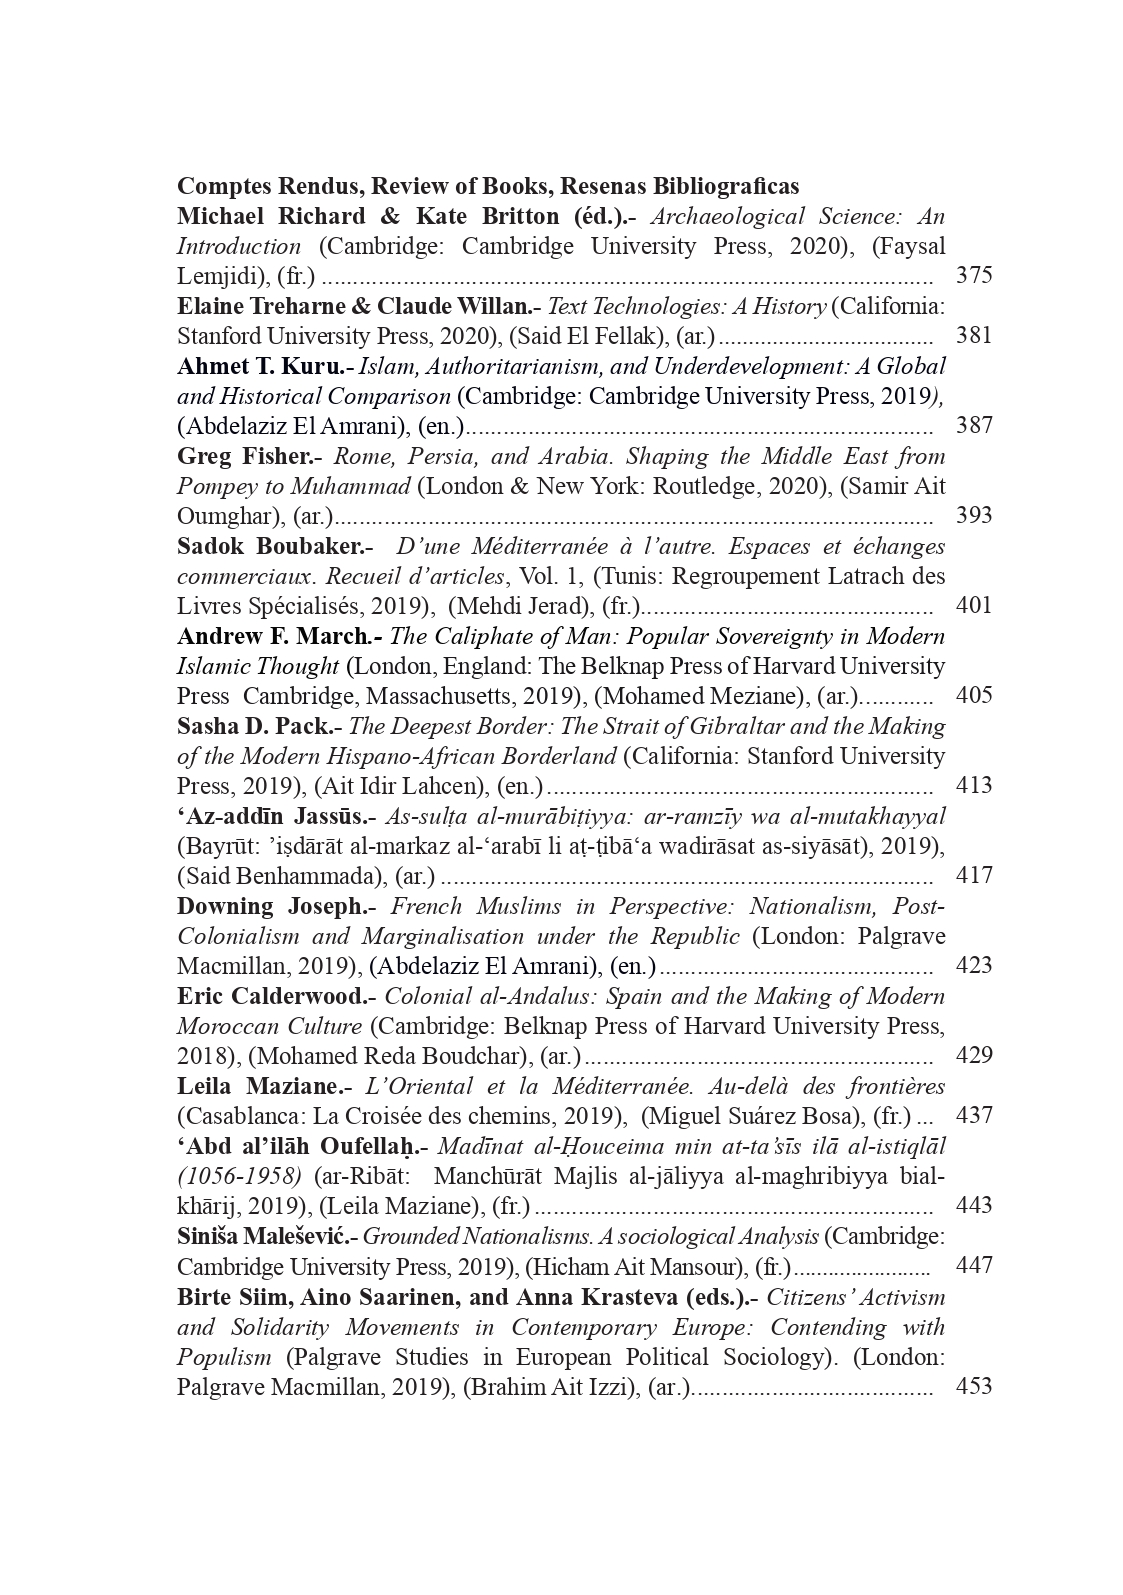 Comptes Rendus, Review of Books, Resenas Bibliograficas
Michael Richard & Kate Britton (éd.).- Archaeological Science: An
Introduction (Cambridge: Cambridge University Press, 2020), (Faysal
Lemjidi), (fr.) .................................................................................................. 375
Elaine Treharne & Claude Willan.- Text Technologies: A History (California:
Stanford University Press, 2020), (Said El Fellak), (ar.) ................................... 381
Ahmet T. Kuru.- Islam, Authoritarianism, and Underdevelopment: A Global
and Historical Comparison (Cambridge: Cambridge University Press, 2019),
(Abdelaziz El Amrani), (en.)........................................................................... 387
Greg Fisher.- Rome, Persia, and Arabia. Shaping the Middle East from
Pompey to Muhammad (London & New York: Routledge, 2020), (Samir Ait
Oumghar), (ar.)................................................................................................ 393
Sadok Boubaker.- D’une Méditerranée à l’autre. Espaces et échanges
commerciaux. Recueil d’articles, Vol. 1, (Tunis: Regroupement Latrach des
Livres Spécialisés, 2019), (Mehdi Jerad), (fr.)............................................... 401
Andrew F. March.- The Caliphate of Man: Popular Sovereignty in Modern
Islamic Thought (London, England: The Belknap Press of Harvard University
Press Cambridge, Massachusetts, 2019), (Mohamed Meziane), (ar.)............ 405
Sasha D. Pack.- The Deepest Border: The Strait of Gibraltar and the Making
of the Modern Hispano-African Borderland (California: Stanford University
Press, 2019), (Ait Idir Lahcen), (en.) .............................................................. 413
‘Az-addīn Jassūs.- As-sulṭa al-murābiṭiyya: ar-ramzīy wa al-mutakhayyal
(Bayrūt: ’iṣdārāt al-markaz al-‘arabī li aṭ-ṭibā‘a wadirāsat as-siyāsāt), 2019),
(Said Benhammada), (ar.) ............................................................................... 417
Downing Joseph.- French Muslims in Perspective: Nationalism, Post-
Colonialism and Marginalisation under the Republic (London: Palgrave
Macmillan, 2019), (Abdelaziz El Amrani), (en.) ............................................ 423
Eric Calderwood.- Colonial al-Andalus: Spain and the Making of Modern
Moroccan Culture (Cambridge: Belknap Press of Harvard University Press,
2018), (Mohamed Reda Boudchar), (ar.) ........................................................ 429
Leila Maziane.- L’Oriental et la Méditerranée. Au-delà des frontières
(Casablanca: La Croisée des chemins, 2019), (Miguel Suárez Bosa), (fr.) ... 437
‘Abd al’ilāh Oufellaḥ.- Madīnat al-Ḥouceima min at-ta’sīs ilā al-istiqlāl
(1056-1958) (ar-Ribāt: Manchūrāt Majlis al-jāliyya al-maghribiyya bial-
khārij, 2019), (Leila Maziane), (fr.) ................................................................ 443
Siniša Malešević.- Grounded Nationalisms. A sociological Analysis (Cambridge:
Cambridge University Press, 2019), (Hicham Ait Mansour), (fr.)....................... 447
Birte Siim, Aino Saarinen, and Anna Krasteva (eds.).- Citizens’ Activism
and Solidarity Movements in Contemporary Europe: Contending with
Populism (Palgrave Studies in European Political Sociology). (London:
Palgrave Macmillan, 2019), (Brahim Ait Izzi), (ar.)....................................... 453